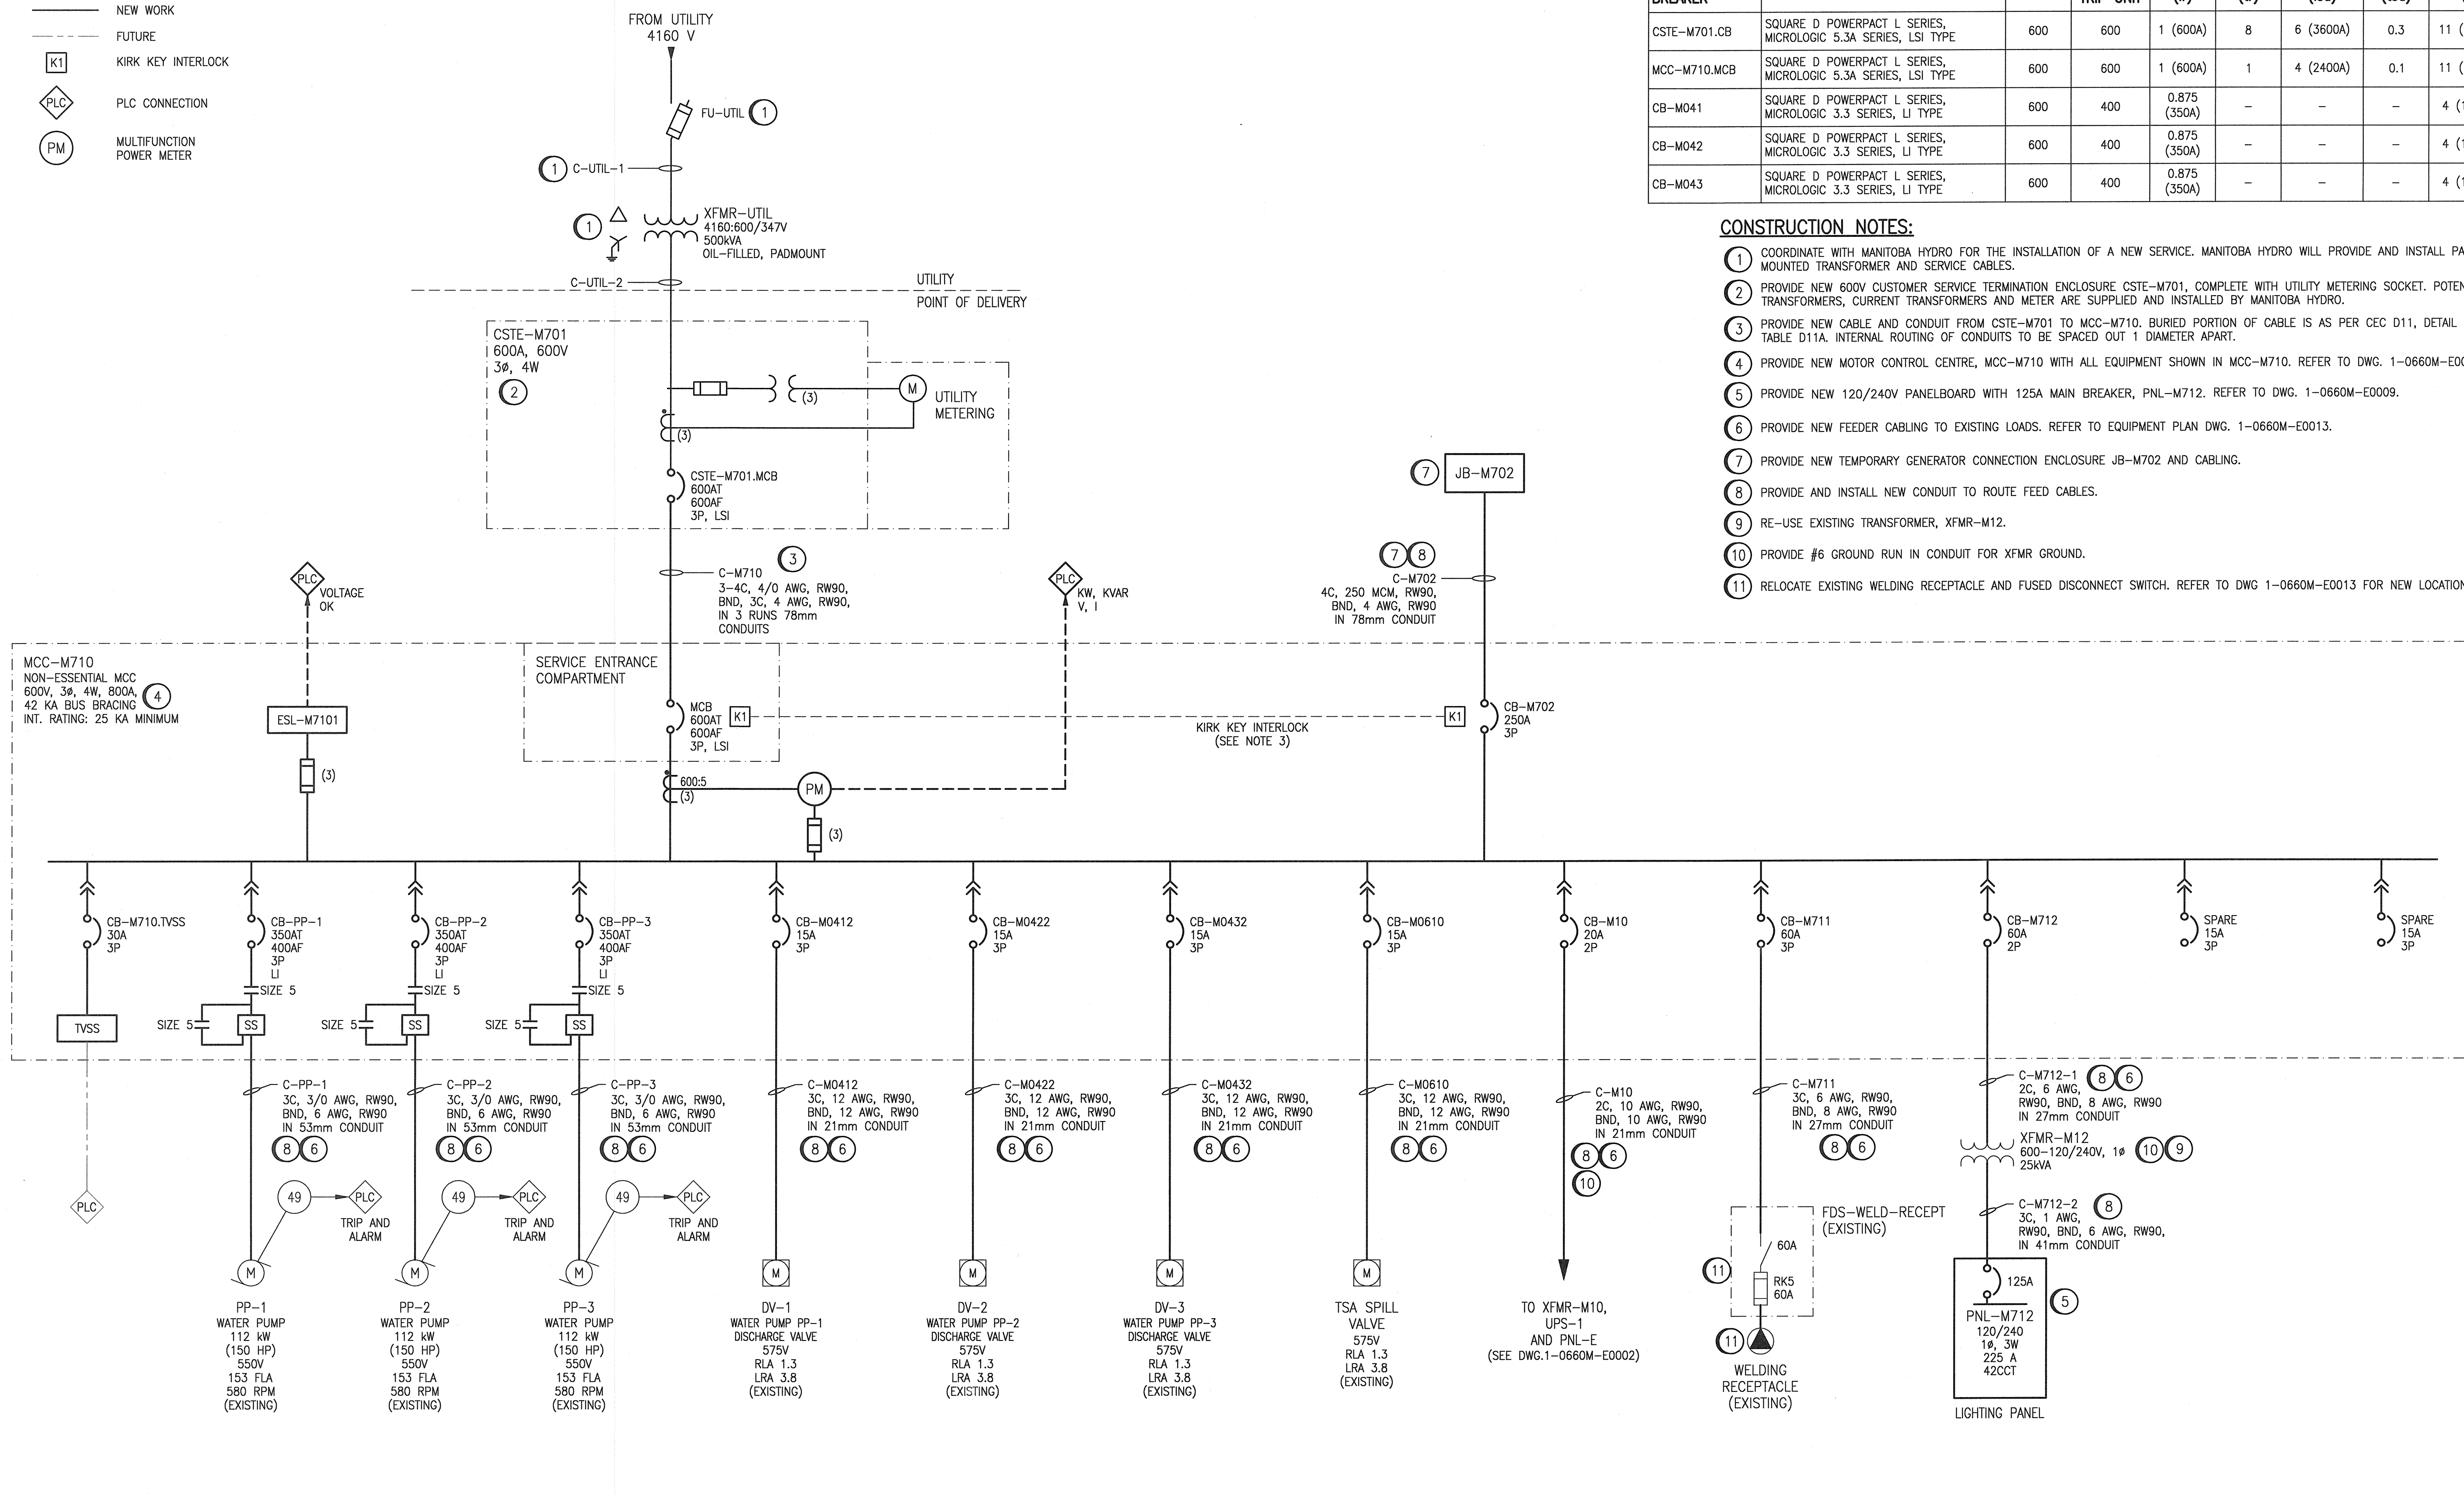 NEW WORK
FUTURE
K1 KIRK KEY INTERLOCK
PLC PLC CONNECTION
PM MULTIFUNCTION
POWER METER
FROM UTILITY
4160 V
FU-UTIL 1
1 C-UTIL-1
1
XFMR-UTIL
4160:600/347V
500kVA
OIL-FILLED, PADMOUNT
C-UTIL-2
UTILITY
POINT OF DELIVERY
CSTE-M701
600A, 600V
3ø, 4W
2
(3)
M
UTILITY
METERING
(3)
CSTE-M701.MCB
600AT
600AF
3P, LSI
3
C-M710
3-4C, 4/0 AWG, RW90,
BND, 3C, 4 AWG, RW90,
IN 3 RUNS 78mm
CONDUITS
PLC
VOLTAGE
OK
PLC
KW, KVAR
V, I
7 JB-M702
7 8
C-M702
4C, 250 MCM, RW90,
BND, 4 AWG, RW90
IN 78mm CONDUIT
BREAKER
TRIP UNIT
CSTE-M701.CB
SQUARE D POWERPACT L SERIES,
MICROLOGIC 5.3A SERIES, LSI TYPE
600 600 1 (600A) 8 6 (3600A) 0.3 11 (
MCC-M710.MCB
SQUARE D POWERPACT L SERIES,
MICROLOGIC 5.3A SERIES, LSI TYPE
600 600 1 (600A) 1 4 (2400A) 0.1 11 (
CB-M041
SQUARE D POWERPACT L SERIES,
MICROLOGIC 3.3 SERIES, LI TYPE
600 400 0.875 – – – 4 (1
(350A)
CB-M042
SQUARE D POWERPACT L SERIES,
MICROLOGIC 3.3 SERIES, LI TYPE
600 400 0.875 – – – 4 (1
(350A)
CB-M043
SQUARE D POWERPACT L SERIES,
MICROLOGIC 3.3 SERIES, LI TYPE
600 400 0.875 – – – 4 (1
(350A)
CONSTRUCTION NOTES:
1 COORDINATE WITH MANITOBA HYDRO FOR THE INSTALLATION OF A NEW SERVICE. MANITOBA HYDRO WILL PROVIDE AND INSTALL PA
MOUNTED TRANSFORMER AND SERVICE CABLES.
2 PROVIDE NEW 600V CUSTOMER SERVICE TERMINATION ENCLOSURE CSTE-M701, COMPLETE WITH UTILITY METERING SOCKET. POTEN
TRANSFORMERS, CURRENT TRANSFORMERS AND METER ARE SUPPLIED AND INSTALLED BY MANITOBA HYDRO.
3 PROVIDE NEW CABLE AND CONDUIT FROM CSTE-M701 TO MCC-M710. BURIED PORTION OF CABLE IS AS PER CEC D11, DETAIL
TABLE D11A. INTERNAL ROUTING OF CONDUITS TO BE SPACED OUT 1 DIAMETER APART.
4 PROVIDE NEW MOTOR CONTROL CENTRE, MCC-M710 WITH ALL EQUIPMENT SHOWN IN MCC-M710. REFER TO DWG. 1-0660M-E00
5 PROVIDE NEW 120/240V PANELBOARD WITH 125A MAIN BREAKER, PNL-M712. REFER TO DWG. 1-0660M-E0009.
6 PROVIDE NEW FEEDER CABLING TO EXISTING LOADS. REFER TO EQUIPMENT PLAN DWG. 1-0660M-E0013.
7 PROVIDE NEW TEMPORARY GENERATOR CONNECTION ENCLOSURE JB-M702 AND CABLING.
8 PROVIDE AND INSTALL NEW CONDUIT TO ROUTE FEED CABLES.
9 RE-USE EXISTING TRANSFORMER, XFMR-M12.
10 PROVIDE #6 GROUND RUN IN CONDUIT FOR XFMR GROUND.
11 RELOCATE EXISTING WELDING RECEPTACLE AND FUSED DISCONNECT SWITCH. REFER TO DWG 1-0660M-E0013 FOR NEW LOCATION
MCC-M710
NON-ESSENTIAL MCC
600V, 3ø, 4W, 800A,
42 KA BUS BRACING
INT. RATING: 25 KA MINIMUM
4
ESL-M7101
(3)
SERVICE ENTRANCE
COMPARTMENT
MCB
600AT
600AF
3P, LSI
K1
KIRK KEY INTERLOCK
(SEE NOTE 3)
K1
CB-M702
250A
3P
600:5
(3)
PM
(3)
CB-M710.TVSS
30A
3P
TVSS
PLC
CB-PP-1
350AT
400AF
3P
LI
SIZE 5
SIZE 5 SS
CB-PP-2
350AT
400AF
3P
LI
SIZE 5
SIZE 5 SS
CB-PP-3
350AT
400AF
3P
LI
SIZE 5
SIZE 5 SS
CB-M0412
15A
3P
CB-M0422
15A
3P
CB-M0432
15A
3P
CB-M0610
15A
3P
CB-M10
20A
2P
CB-M711
60A
3P
CB-M712
60A
2P
SPARE
15A
3P
SPARE
15A
3P
C-PP-1
3C, 3/0 AWG, RW90,
BND, 6 AWG, RW90
IN 53mm CONDUIT
8 6
C-PP-2
3C, 3/0 AWG, RW90,
BND, 6 AWG, RW90
IN 53mm CONDUIT
8 6
C-PP-3
3C, 3/0 AWG, RW90,
BND, 6 AWG, RW90
IN 53mm CONDUIT
8 6
C-M0412
3C, 12 AWG, RW90,
BND, 12 AWG, RW90
IN 21mm CONDUIT
8 6
C-M0422
3C, 12 AWG, RW90,
BND, 12 AWG, RW90
IN 21mm CONDUIT
8 6
C-M0432
3C, 12 AWG, RW90,
BND, 12 AWG, RW90
IN 21mm CONDUIT
8 6
C-M0610
3C, 12 AWG, RW90,
BND, 12 AWG, RW90
IN 21mm CONDUIT
8 6
C-M10
2C, 10 AWG, RW90,
BND, 10 AWG, RW90
IN 21mm CONDUIT
8 6
10
C-M711
3C, 6 AWG, RW90,
BND, 8 AWG, RW90
IN 27mm CONDUIT
8 6
C-M712-1 8 6
2C, 6 AWG,
RW90, BND, 8 AWG, RW90
IN 27mm CONDUIT
XFMR-M12
600-120/240V, 1ø 10 9
25kVA
C-M712-2 8
3C, 1 AWG,
RW90, BND, 6 AWG, RW90,
IN 41mm CONDUIT
49 PLC
TRIP AND
ALARM
49 PLC
TRIP AND
ALARM
49 PLC
TRIP AND
ALARM
M
PP-1
WATER PUMP
112 kW
(150 HP)
550V
153 FLA
580 RPM
(EXISTING)
M
PP-2
WATER PUMP
112 kW
(150 HP)
550V
153 FLA
580 RPM
(EXISTING)
M
PP-3
WATER PUMP
112 kW
(150 HP)
550V
153 FLA
580 RPM
(EXISTING)
M
DV-1
WATER PUMP PP-1
DISCHARGE VALVE
575V
RLA 1.3
LRA 3.8
(EXISTING)
M
DV-2
WATER PUMP PP-2
DISCHARGE VALVE
575V
RLA 1.3
LRA 3.8
(EXISTING)
M
DV-3
WATER PUMP PP-3
DISCHARGE VALVE
575V
RLA 1.3
LRA 3.8
(EXISTING)
M
TSA SPILL
VALVE
575V
RLA 1.3
LRA 3.8
(EXISTING)
TO XFMR-M10,
UPS-1
AND PNL-E
(SEE DWG.1-0660M-E0002)
FDS-WELD-RECEPT
(EXISTING)
60A
11
RK5
60A
11
WELDING
RECEPTACLE
(EXISTING)
125A
5
PNL-M712
120/240
1ø, 3W
225 A
42CCT
LIGHTING PANEL